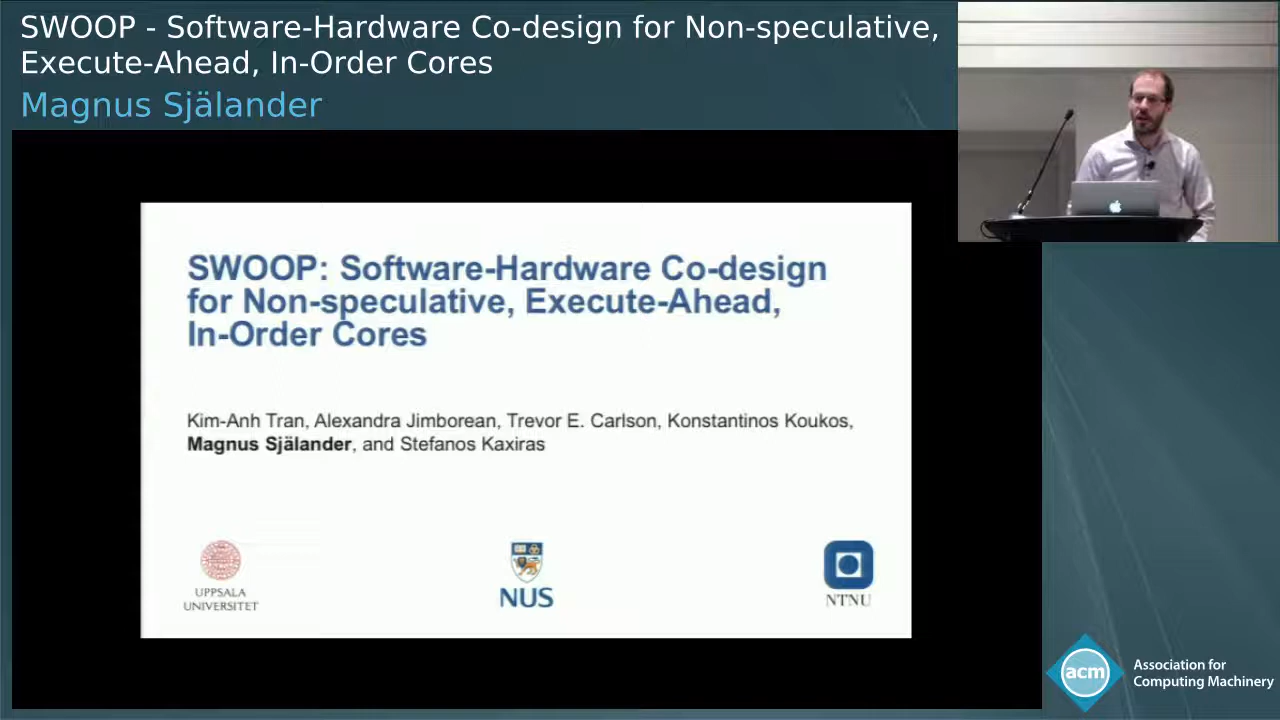 SWOOP - Software-Hardware Co-design for Non-speculative,
Execute-Ahead, In-Order Cores
Magnus Själander
SWOOP: Software-Hardware Co-design
for Non-speculative, Execute-Ahead,
In-Order Cores
Kim-Anh Tran, Alexandra Jimborean, Trevor E. Carlson, Konstantinos Koukos,
Magnus Själander, and Stefanos Kaxiras
UPPSALA
UNIVERSITET
NUS
NTNU
acm
Association for
Computing Machinery